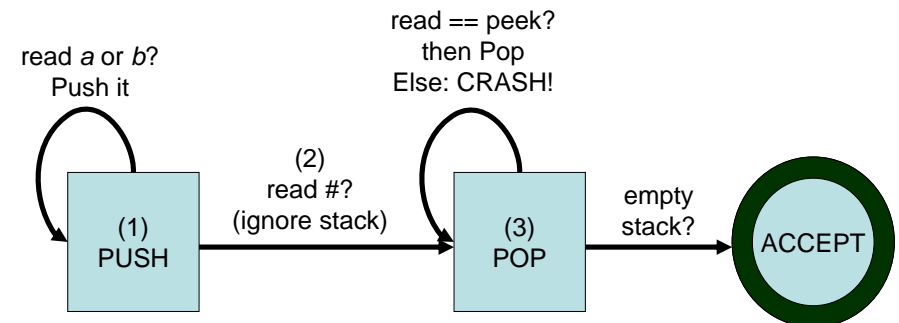 read a or b?
Push it
(1)
PUSH
(2)
read #?
(ignore stack)
read == peek?
then Pop
Else: CRASH!
(3)
POP
empty
stack?
ACCEPT